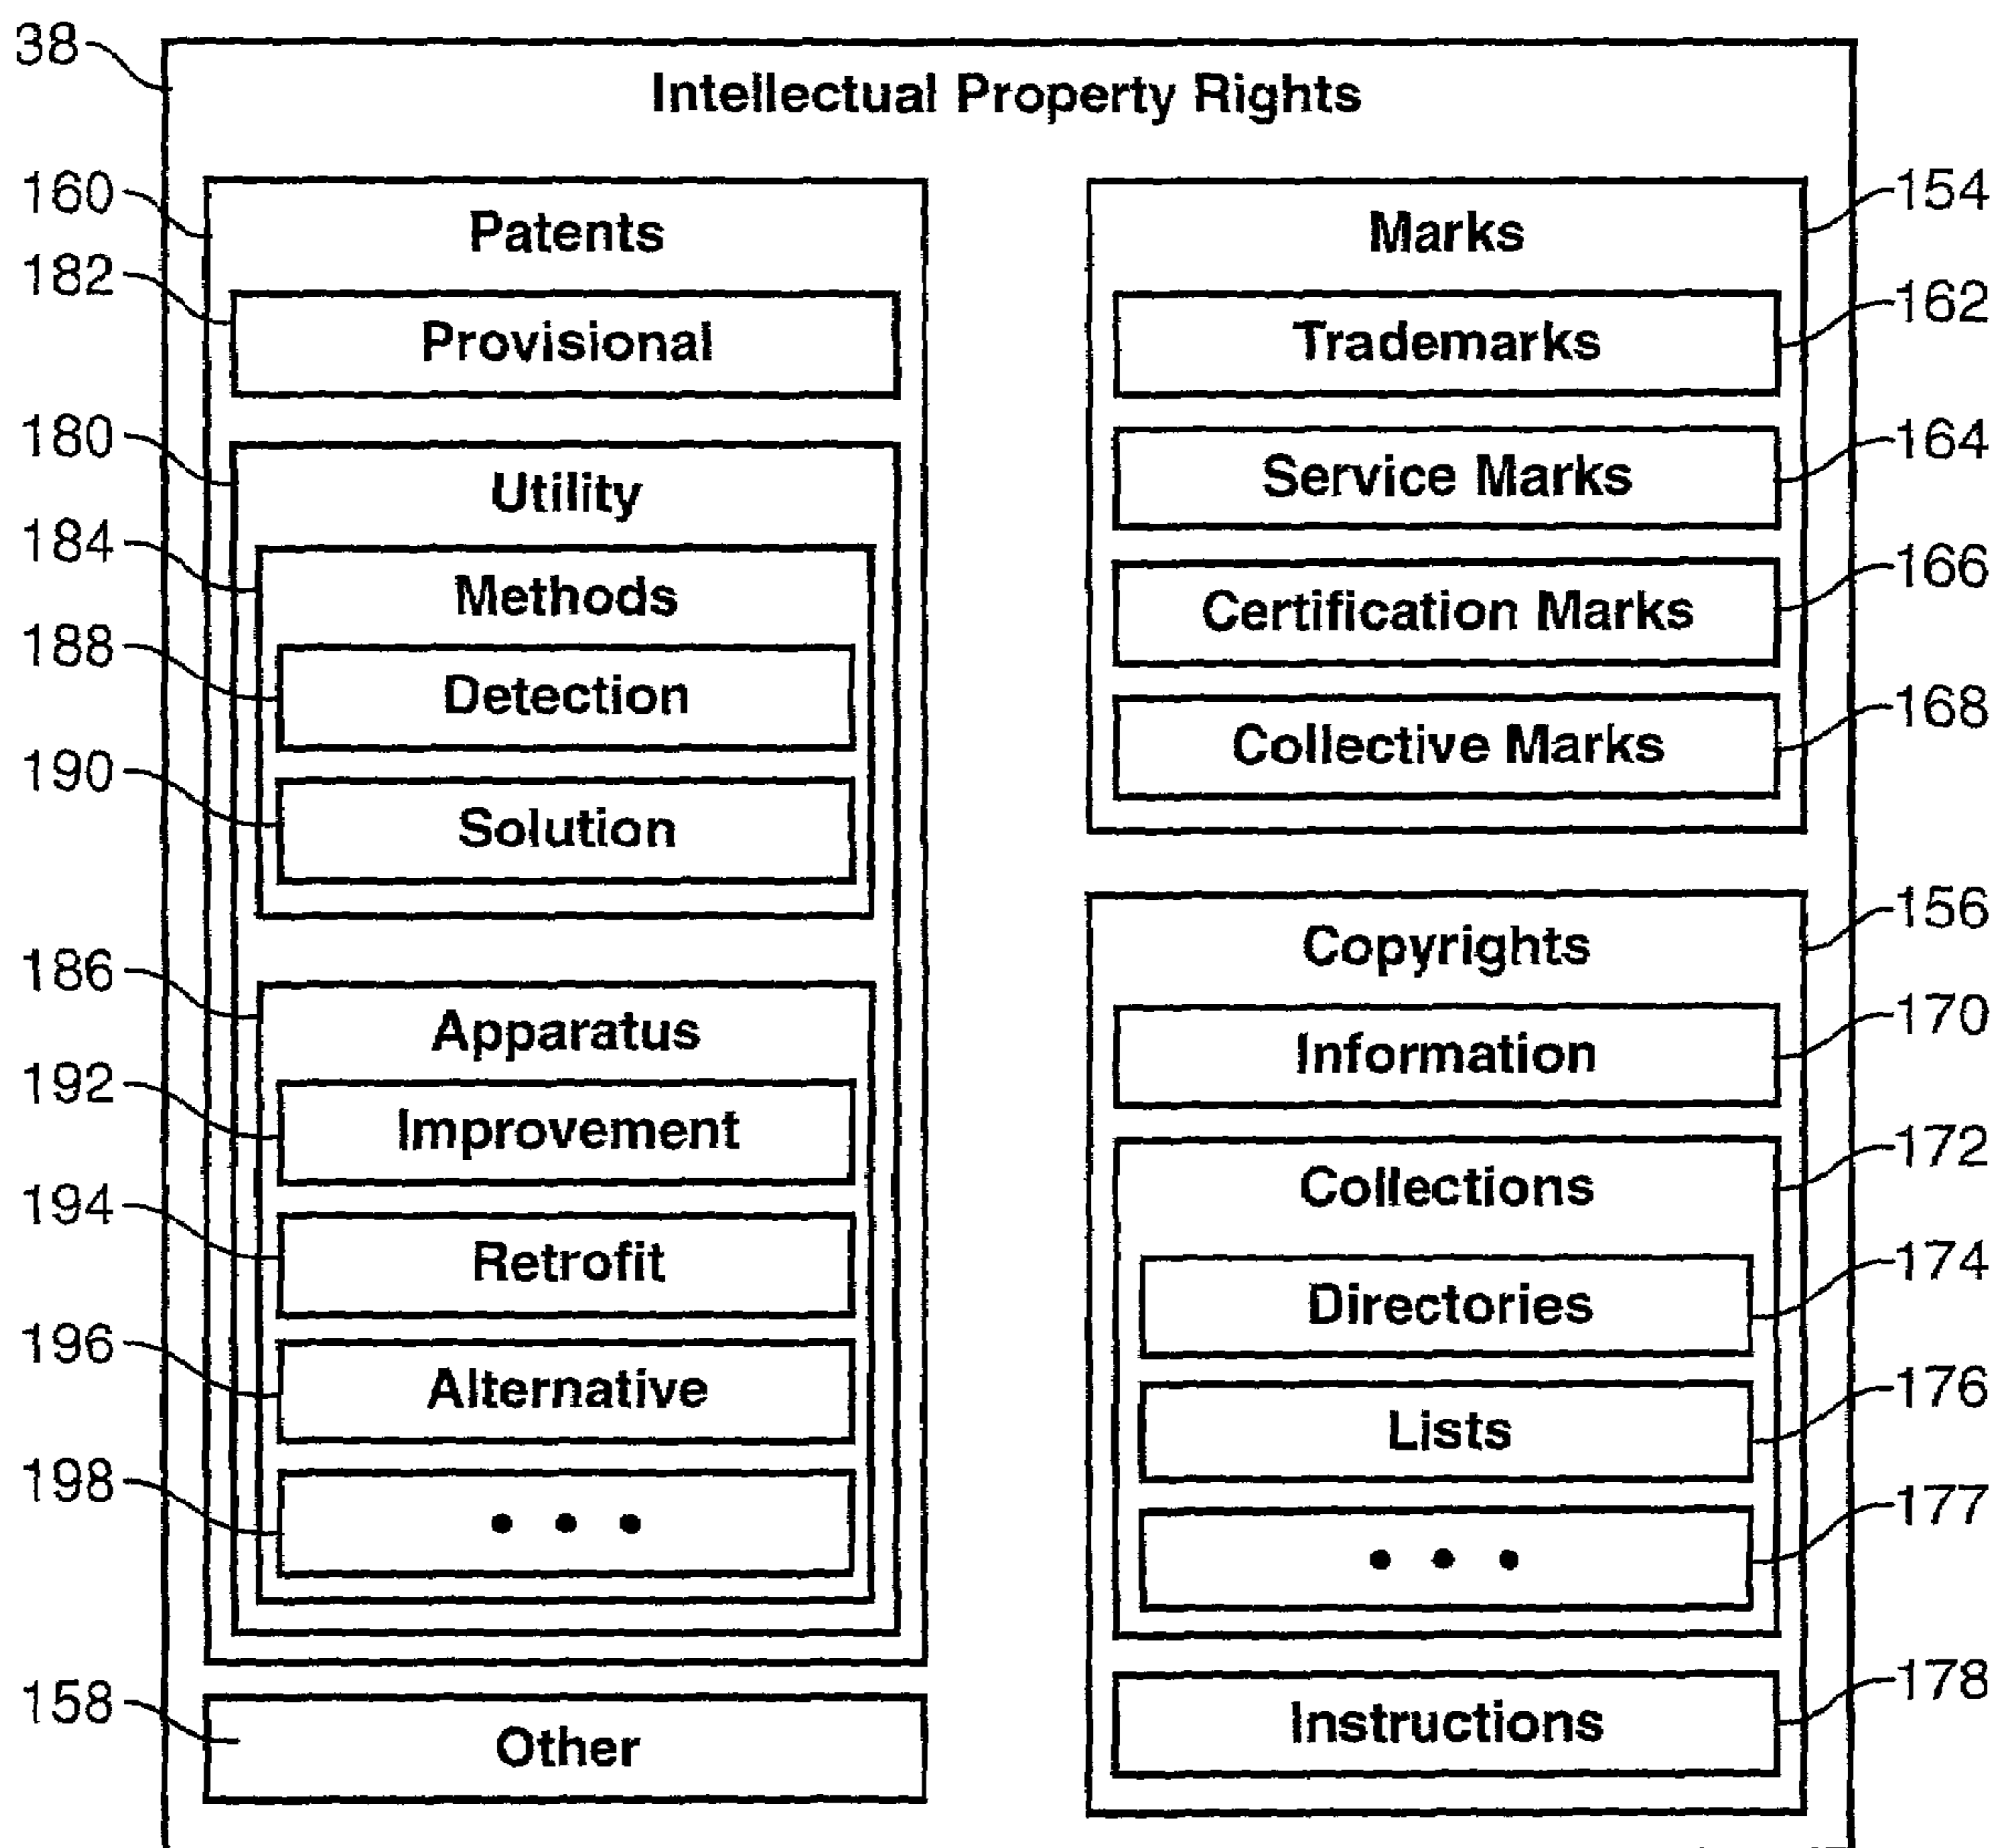 38
Intellectual Property Rights
160
Patents
182
Provisional
180
Utility
184
Methods
188
Detection
190
Solution
186
Apparatus
192
Improvement
194
Retrofit
196
Alternative
198
• • •
158
Other
Marks
154
Trademarks
162
Service Marks
164
Certification Marks
166
Collective Marks
168
Copyrights
156
Information
170
Collections
172
Directories
174
Lists
176
• • •
177
Instructions
178